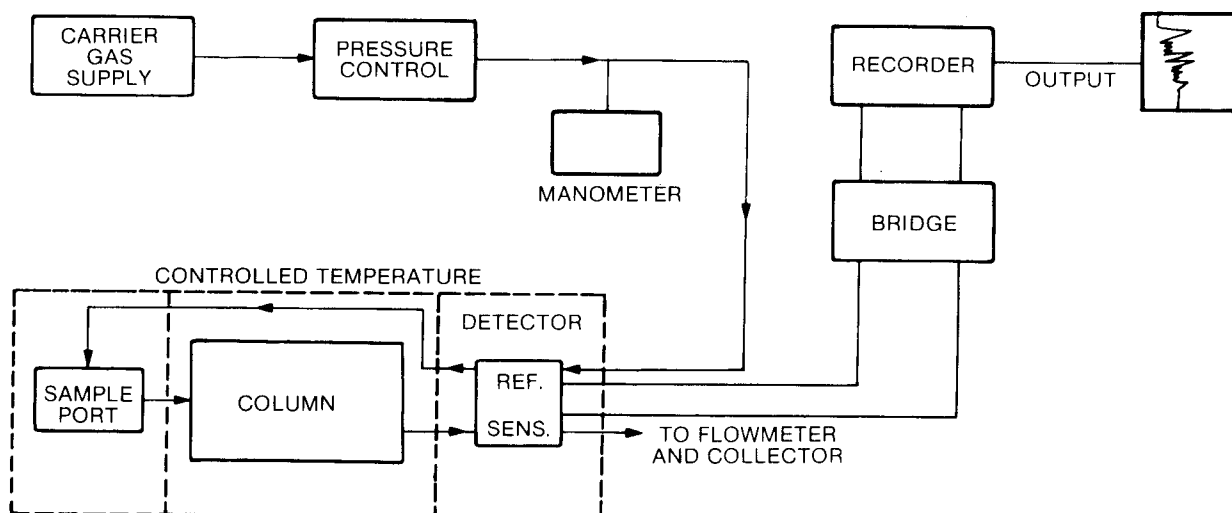 CARRIER
GAS
SUPPLY
PRESSURE
CONTROL
MANOMETER
RECORDER
OUTPUT
BRIDGE
CONTROLLED TEMPERATURE
DETECTOR
SAMPLE
PORT
COLUMN
REF.
SENS.
TO FLOWMETER
AND COLLECTOR